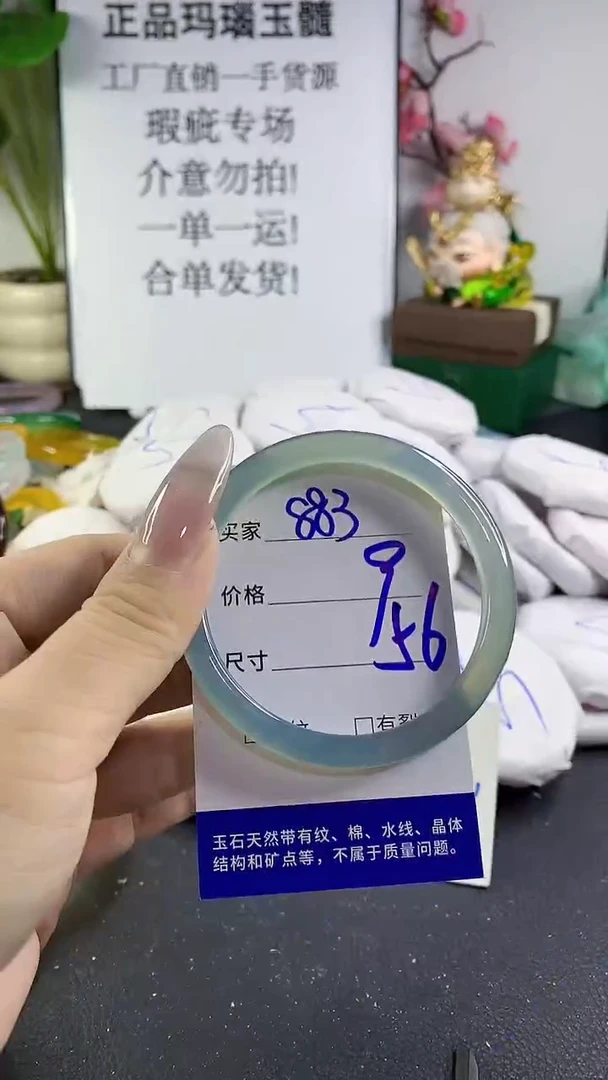 正品玛瑙玉髓
工厂直销一手货源
瑕疵专场
介意勿拍!
一单一运!
合单发货!
买家 883
价格
尺寸 56
纹 □有裂
玉石天然带有纹、棉、水线、晶体
结构和矿点等，不属于质量问题。